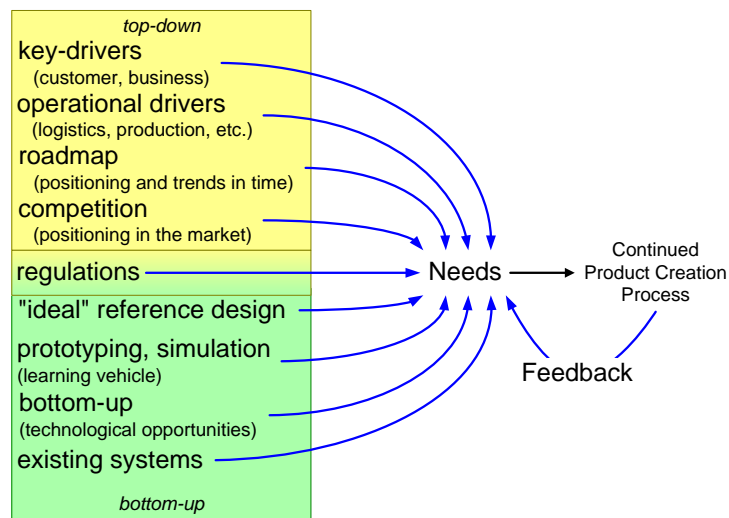 top-down
key-drivers
(customer, business)
operational drivers
(logistics, production, etc.)
roadmap
(positioning and trends in time)
competition
(positioning in the market)
regulations
"ideal" reference design
prototyping, simulation
(learning vehicle)
bottom-up
(technological opportunities)
existing systems
bottom-up
Needs
Continued
Product Creation
Process
Feedback